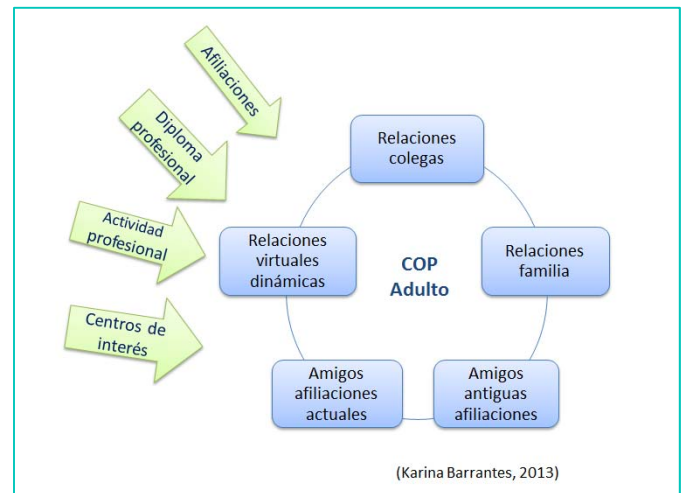 Afiliaciones
Diploma
profesional
Actividad
profesional
Centros de
interés
Relaciones
colegas
Relaciones
virtuales
dinámicas
COP
Adulto
Relaciones
familia
Amigos
afiliaciones
actuales
Amigos
antiguas
afiliaciones
(Karina Barrantes, 2013)